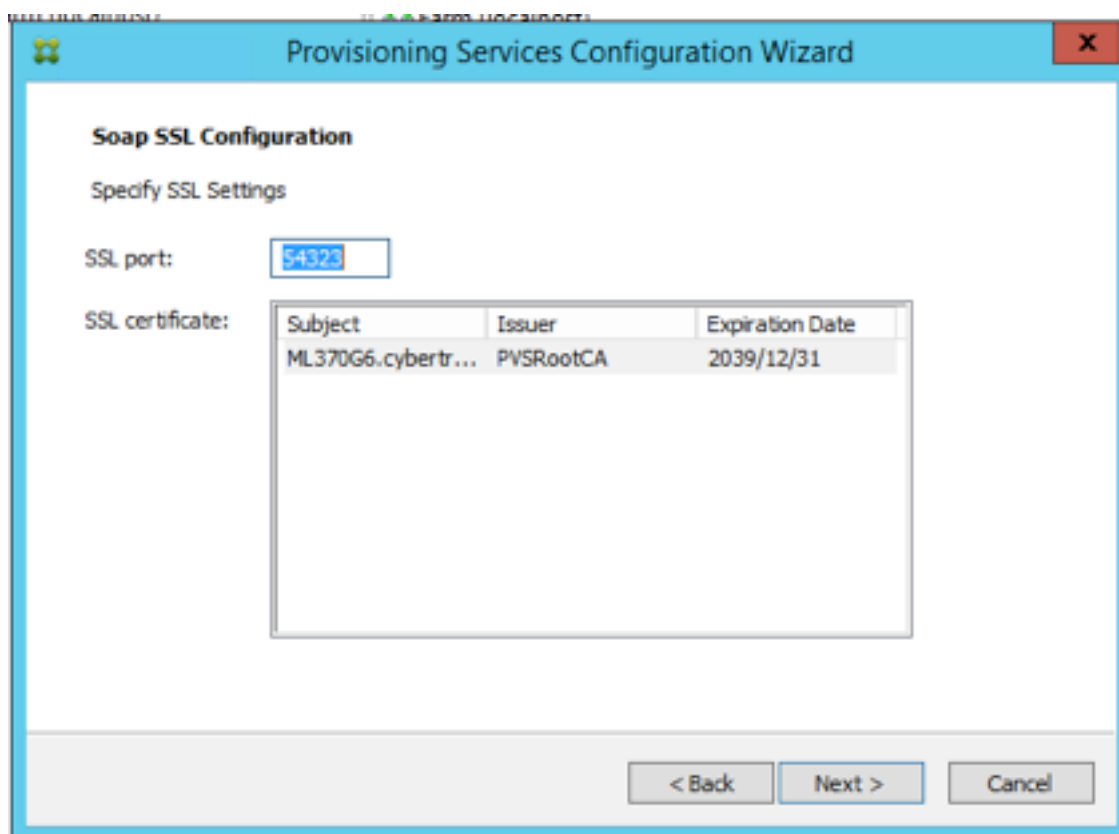 Provisioning Services Configuration Wizard
Soap SSL Configuration
Specify SSL Settings
SSL port: 54323
SSL certificate:
Subject Issuer Expiration Date
ML370G6.cybertr... PVSRootCA 2039/12/31
< Back Next > Cancel